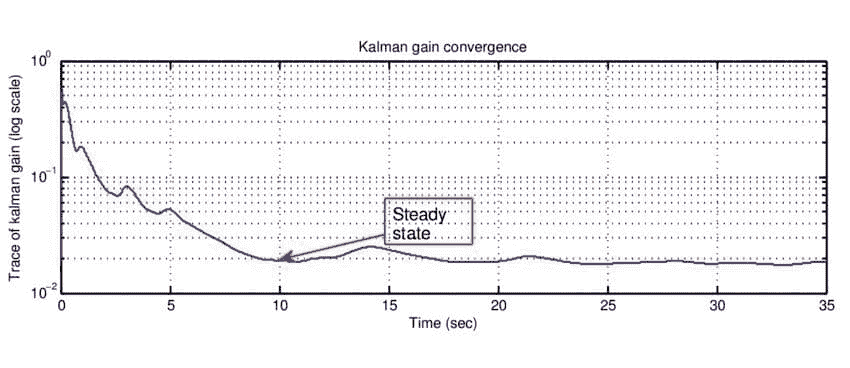 Kalman gain convergence
Trace of kalman gain (log scale)
10^0
10^-1
10^-2
Steady
state
0 5 10 15 20 25 30 35
Time (sec)